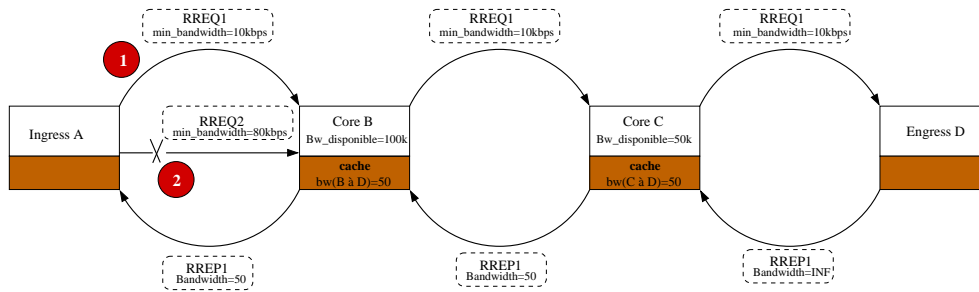 RREQ1
min_bandwidth=10kbps
RREQ1
min_bandwidth=10kbps
RREQ1
min_bandwidth=10kbps
1
Ingress A
RREQ2
min_bandwidth=80kbps
Core B
Bw_disponible=100k
Core C
Bw_disponible=50k
Engress D
2
cache
bw(B à D)=50
cache
bw(C à D)=50
RREP1
Bandwidth=50
RREP1
Bandwidth=50
RREP1
Bandwidth=INF